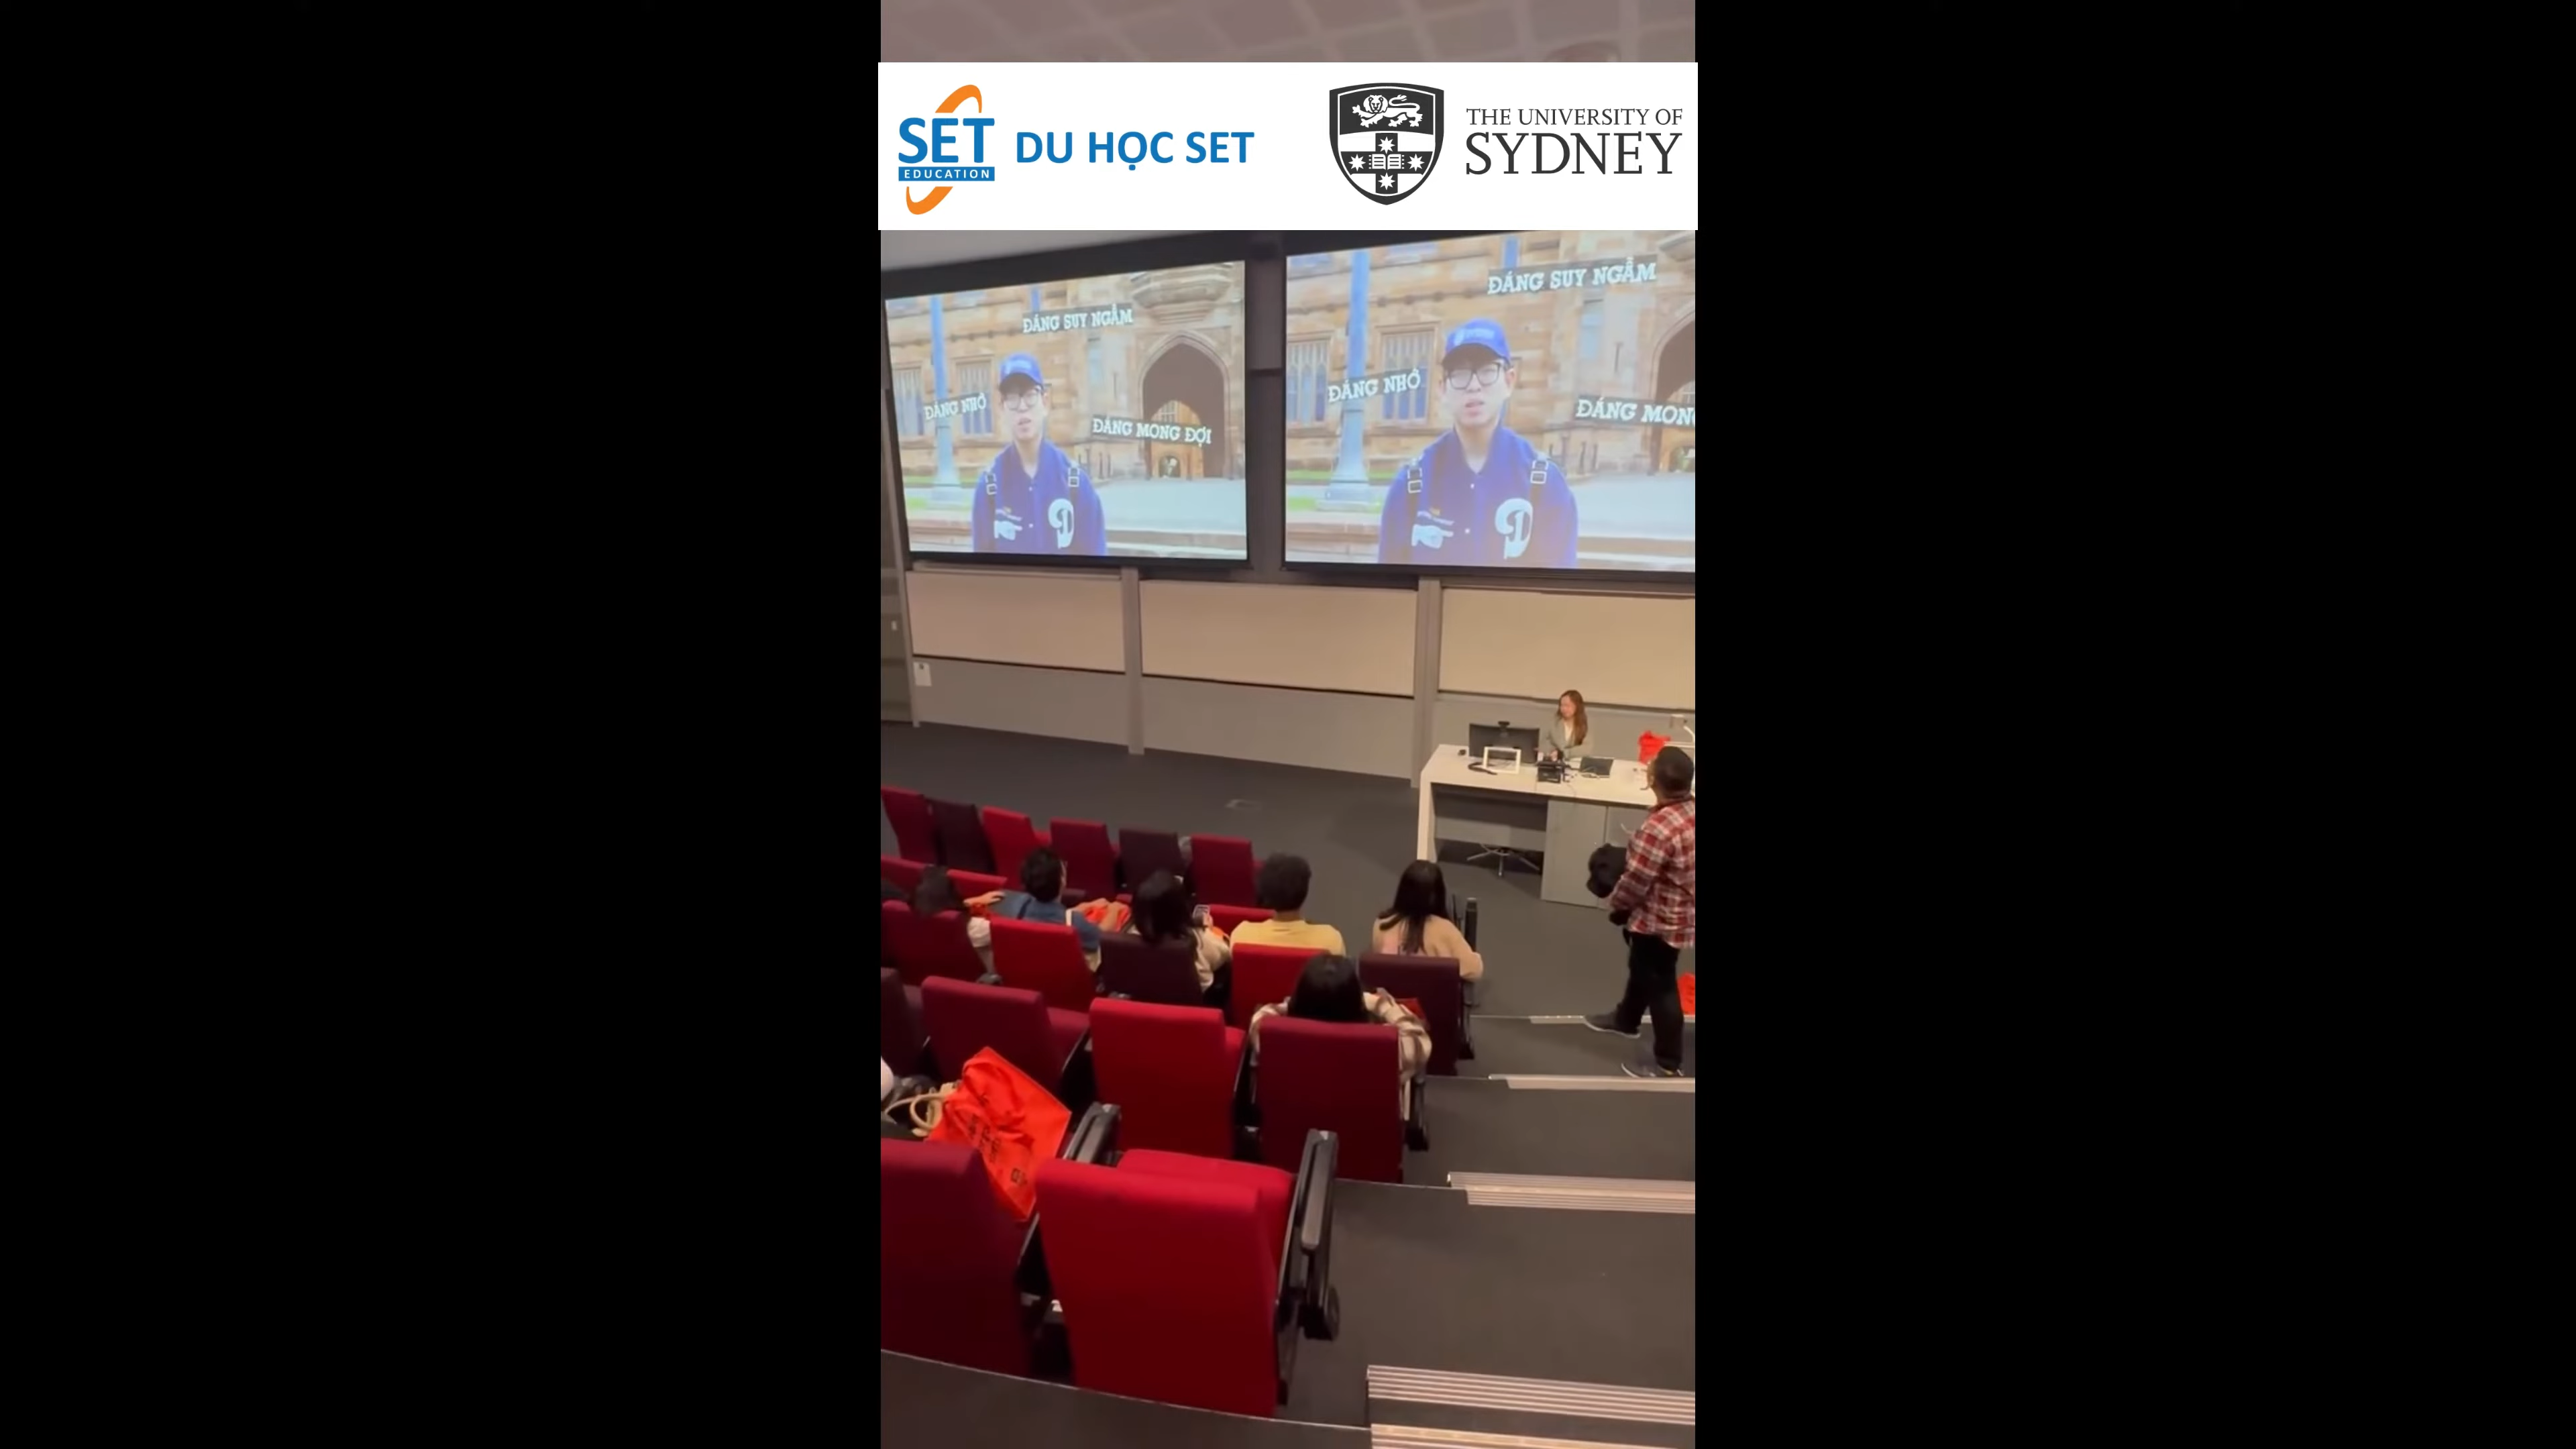 SET
EDUCATION
DU HỌC SET
THE UNIVERSITY OF
SYDNEY
ĐÁNG SUY NGẪM
ĐÁNG NHỚ
ĐÁNG MONG ĐỢI
D
ĐÁNG SUY NGẪM
ĐÁNG NHỚ
ĐÁNG MONG
D